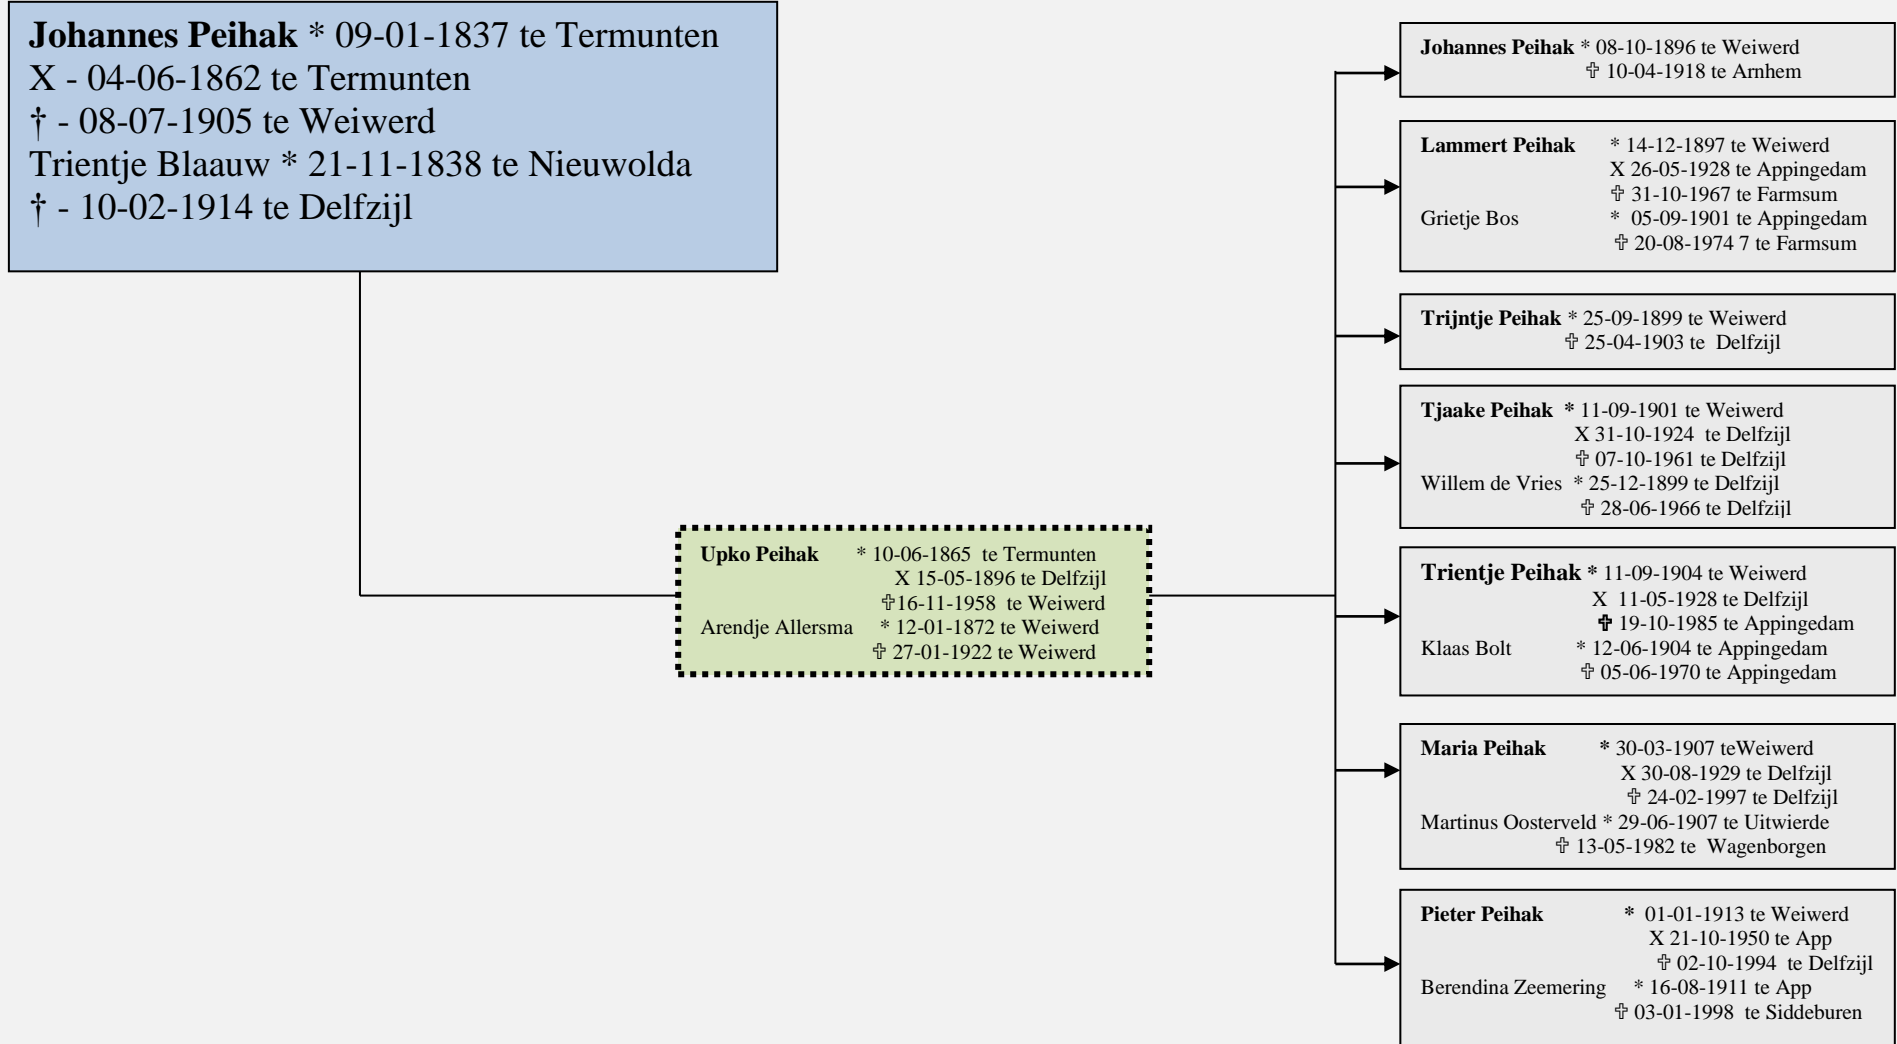 Johannes Peihak * 09-01-1837 te Termunten
X - 04-06-1862 te Termunten
† - 08-07-1905 te Weiwerd
Trientje Blaauw * 21-11-1838 te Nieuwolda
† - 10-02-1914 te Delfzijl
Upko Peihak * 10-06-1865 te Termunten
X 15-05-1896 te Delfzijl
✞16-11-1958 te Weiwerd
Arendje Allersma * 12-01-1872 te Weiwerd
✞ 27-01-1922 te Weiwerd
Johannes Peihak * 08-10-1896 te Weiwerd
✞ 10-04-1918 te Arnhem
Lammert Peihak * 14-12-1897 te Weiwerd
X 26-05-1928 te Appingedam
✞ 31-10-1967 te Farmsum
Grietje Bos * 05-09-1901 te Appingedam
✞ 20-08-1974 7 te Farmsum
Trijntje Peihak * 25-09-1899 te Weiwerd
✞ 25-04-1903 te Delfzijl
Tjaake Peihak * 11-09-1901 te Weiwerd
X 31-10-1924 te Delfzijl
✞ 07-10-1961 te Delfzijl
Willem de Vries * 25-12-1899 te Delfzijl
✞ 28-06-1966 te Delfzijl
Trientje Peihak * 11-09-1904 te Weiwerd
X 11-05-1928 te Delfzijl
✞ 19-10-1985 te Appingedam
Klaas Bolt * 12-06-1904 te Appingedam
✞ 05-06-1970 te Appingedam
Maria Peihak * 30-03-1907 teWeiwerd
X 30-08-1929 te Delfzijl
✞ 24-02-1997 te Delfzijl
Martinus Oosterveld * 29-06-1907 te Uitwierde
✞ 13-05-1982 te Wagenborgen
Pieter Peihak * 01-01-1913 te Weiwerd
X 21-10-1950 te App
✞ 02-10-1994 te Delfzijl
Berendina Zeemering * 16-08-1911 te App
✞ 03-01-1998 te Siddeburen